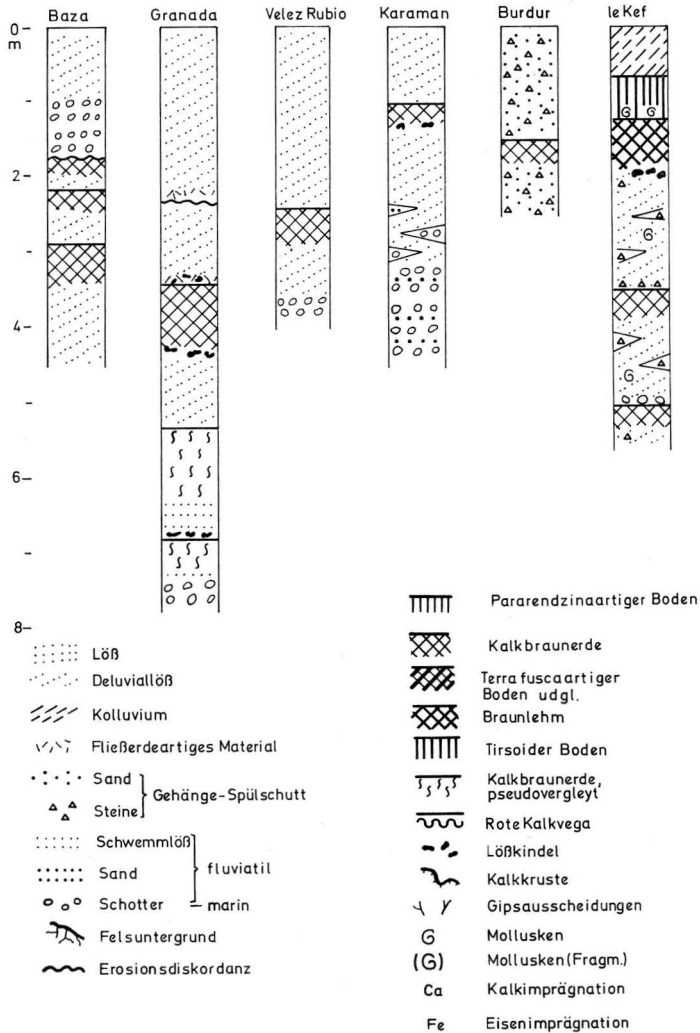 Baza Granada Velez Rubio Karaman Burdur le Kef
0
m
2
4
6
8
Löß
Deluviallöß
Kolluvium
Fließerdeartiges Material
Sand
Steine
Gehänge-Spülschutt
Schwemmlöß
Sand
fluviatil
Schotter
marin
Felsuntergrund
Erosionsdiskordanz
Pararendzinaartiger Boden
Kalkbraunerde
Terra fuscaartiger
Boden udgl.
Braunlehm
Tirsoider Boden
Kalkbraunerde,
pseudovergleyt
Rote Kalkvega
Lößkindel
Kalkkruste
Gipsausscheidungen
G Mollusken
(G) Mollusken (Fragm.)
Ca Kalkimprägnation
Fe Eisenimprägnation